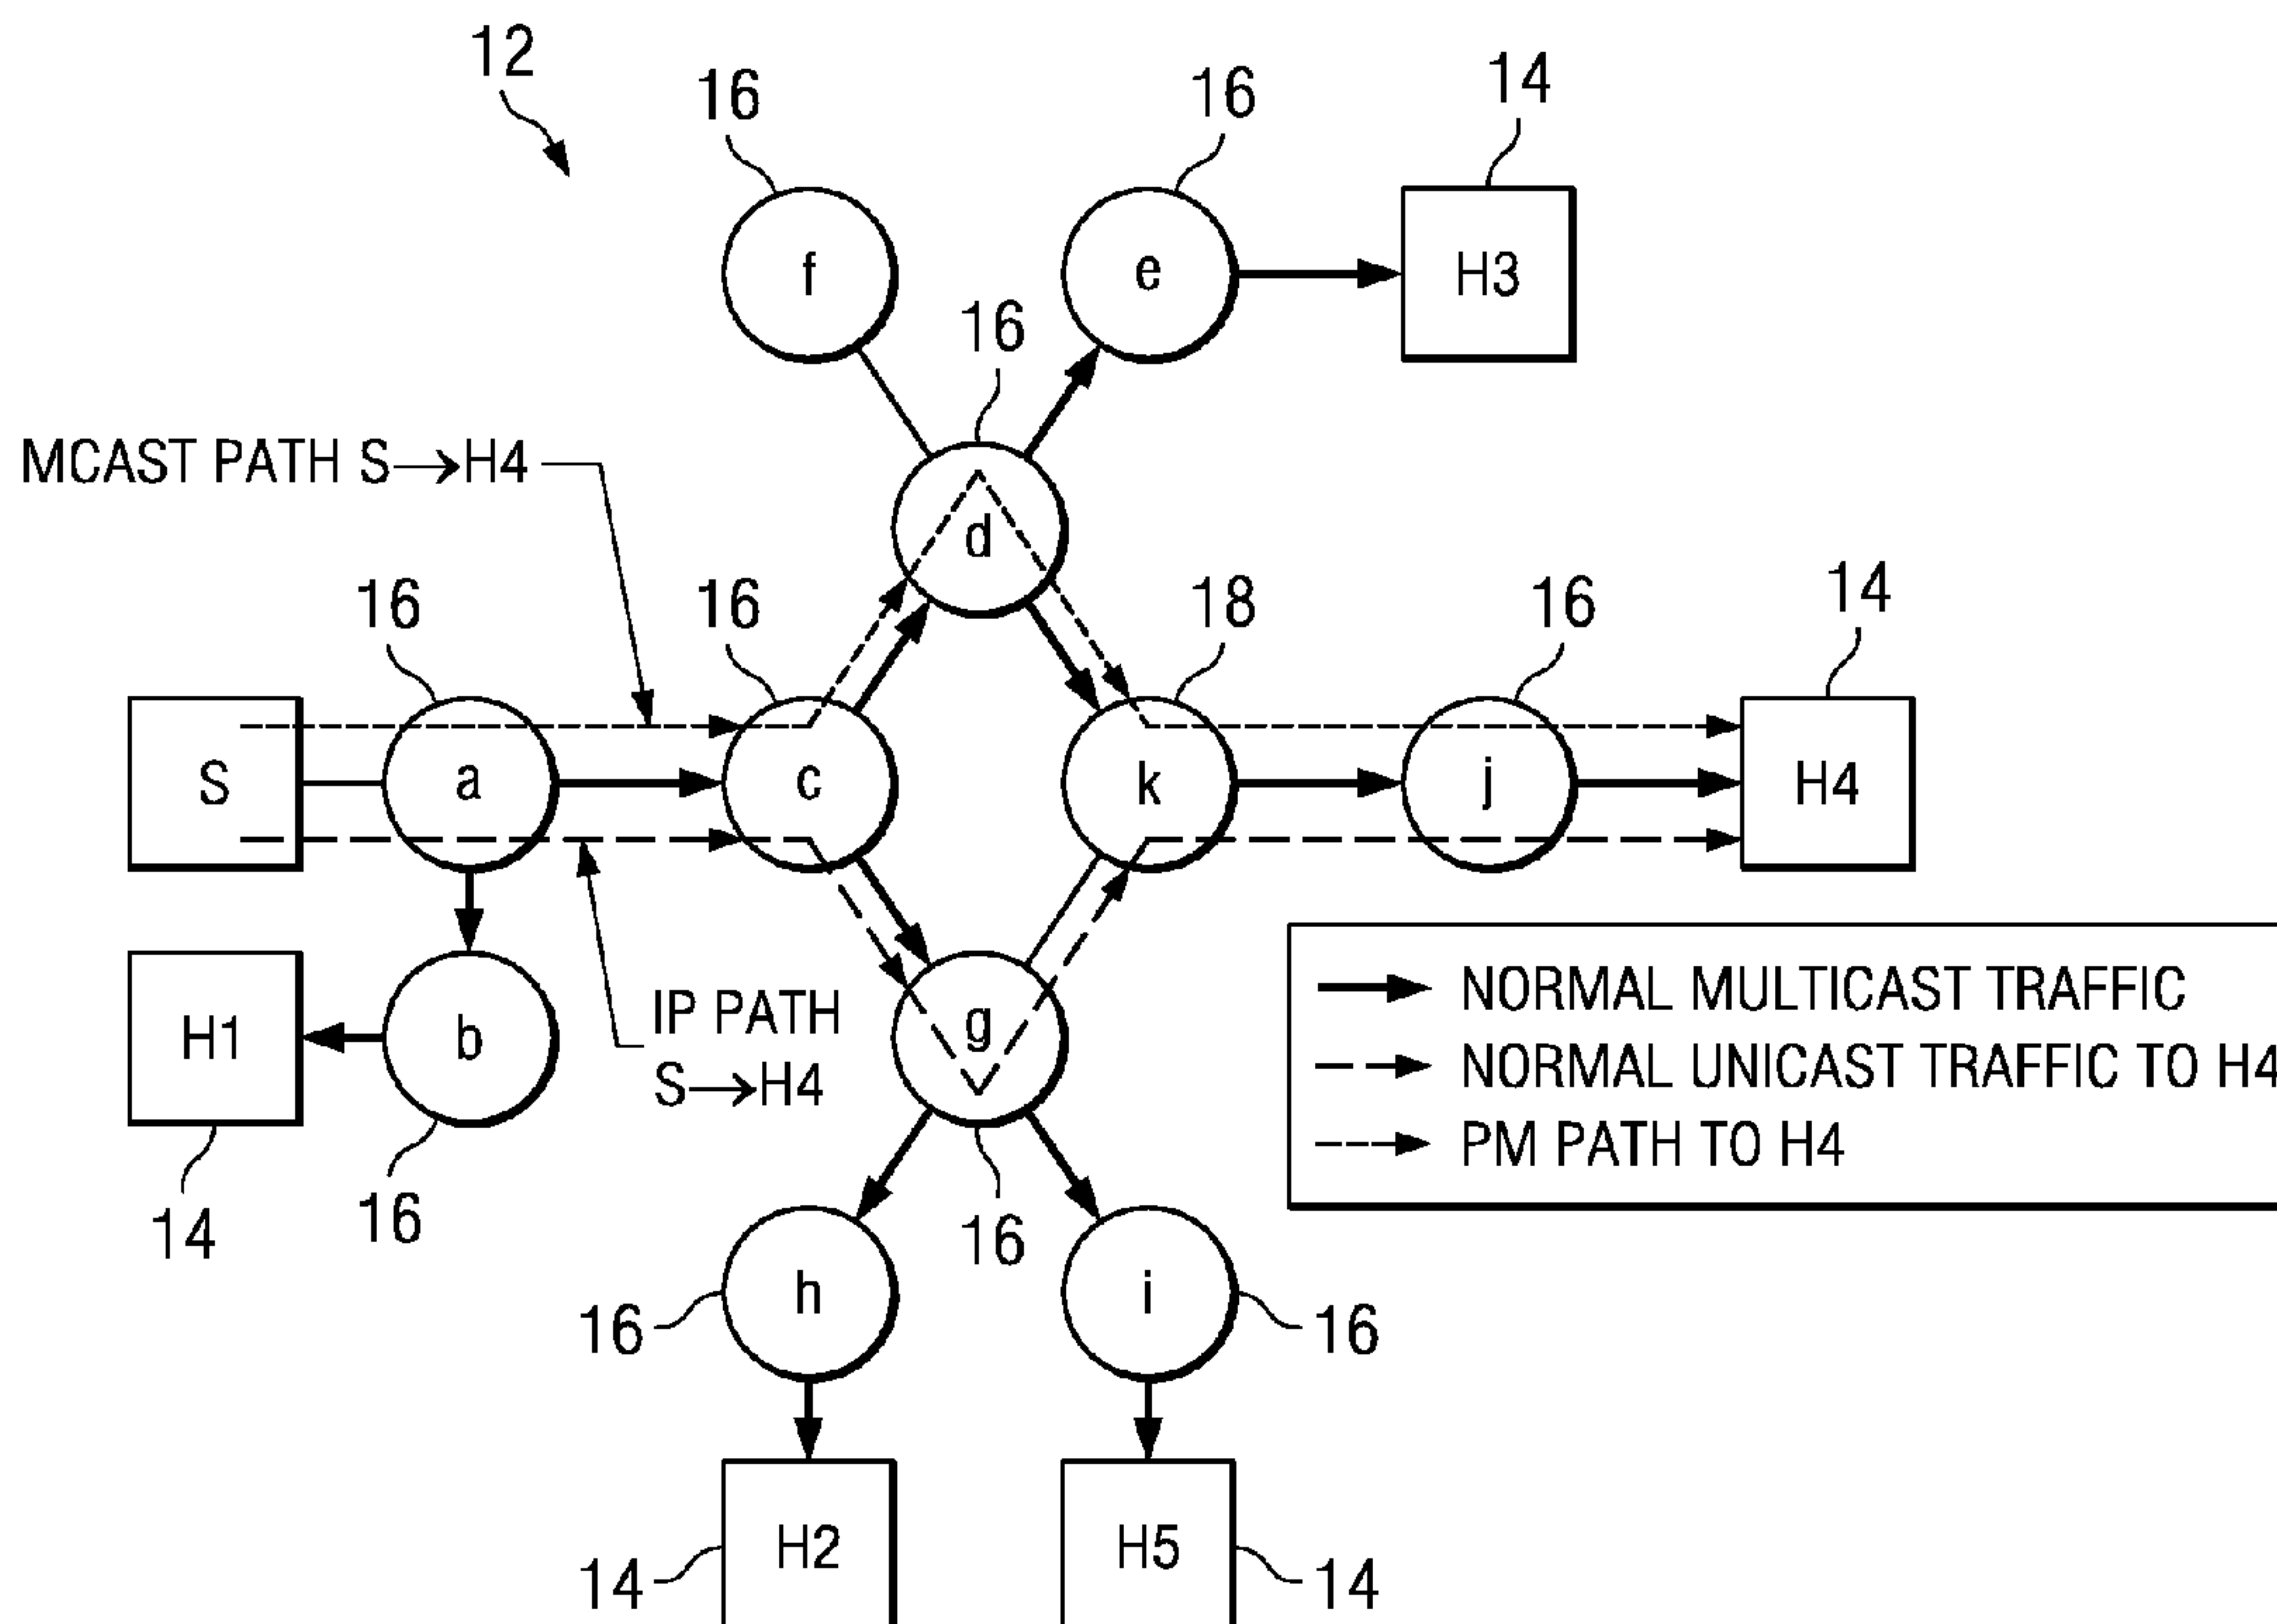 12
16
16
14
f
e
H3
16
MCAST PATH S→H4
d
16
16
18
16
14
S
a
c
k
j
H4
H1
b
IP PATH
S→H4
g
NORMAL MULTICAST TRAFFIC
NORMAL UNICAST TRAFFIC TO H4
PM PATH TO H4
14
16
16
16
h
i
16
14
H2
H5
14